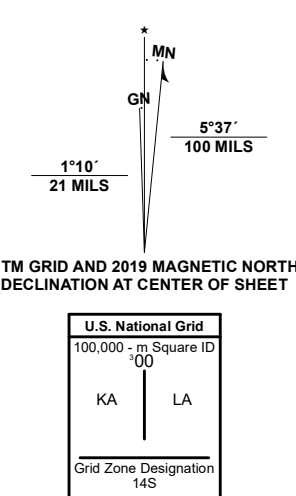 ★
MN
GN
5°37´
100 MILS
1°10´
21 MILS
TM GRID AND 2019 MAGNETIC NORTH
DECLINATION AT CENTER OF SHEET
U.S. National Grid
100,000 - m Square ID
³00
KA LA
Grid Zone Designation
14S